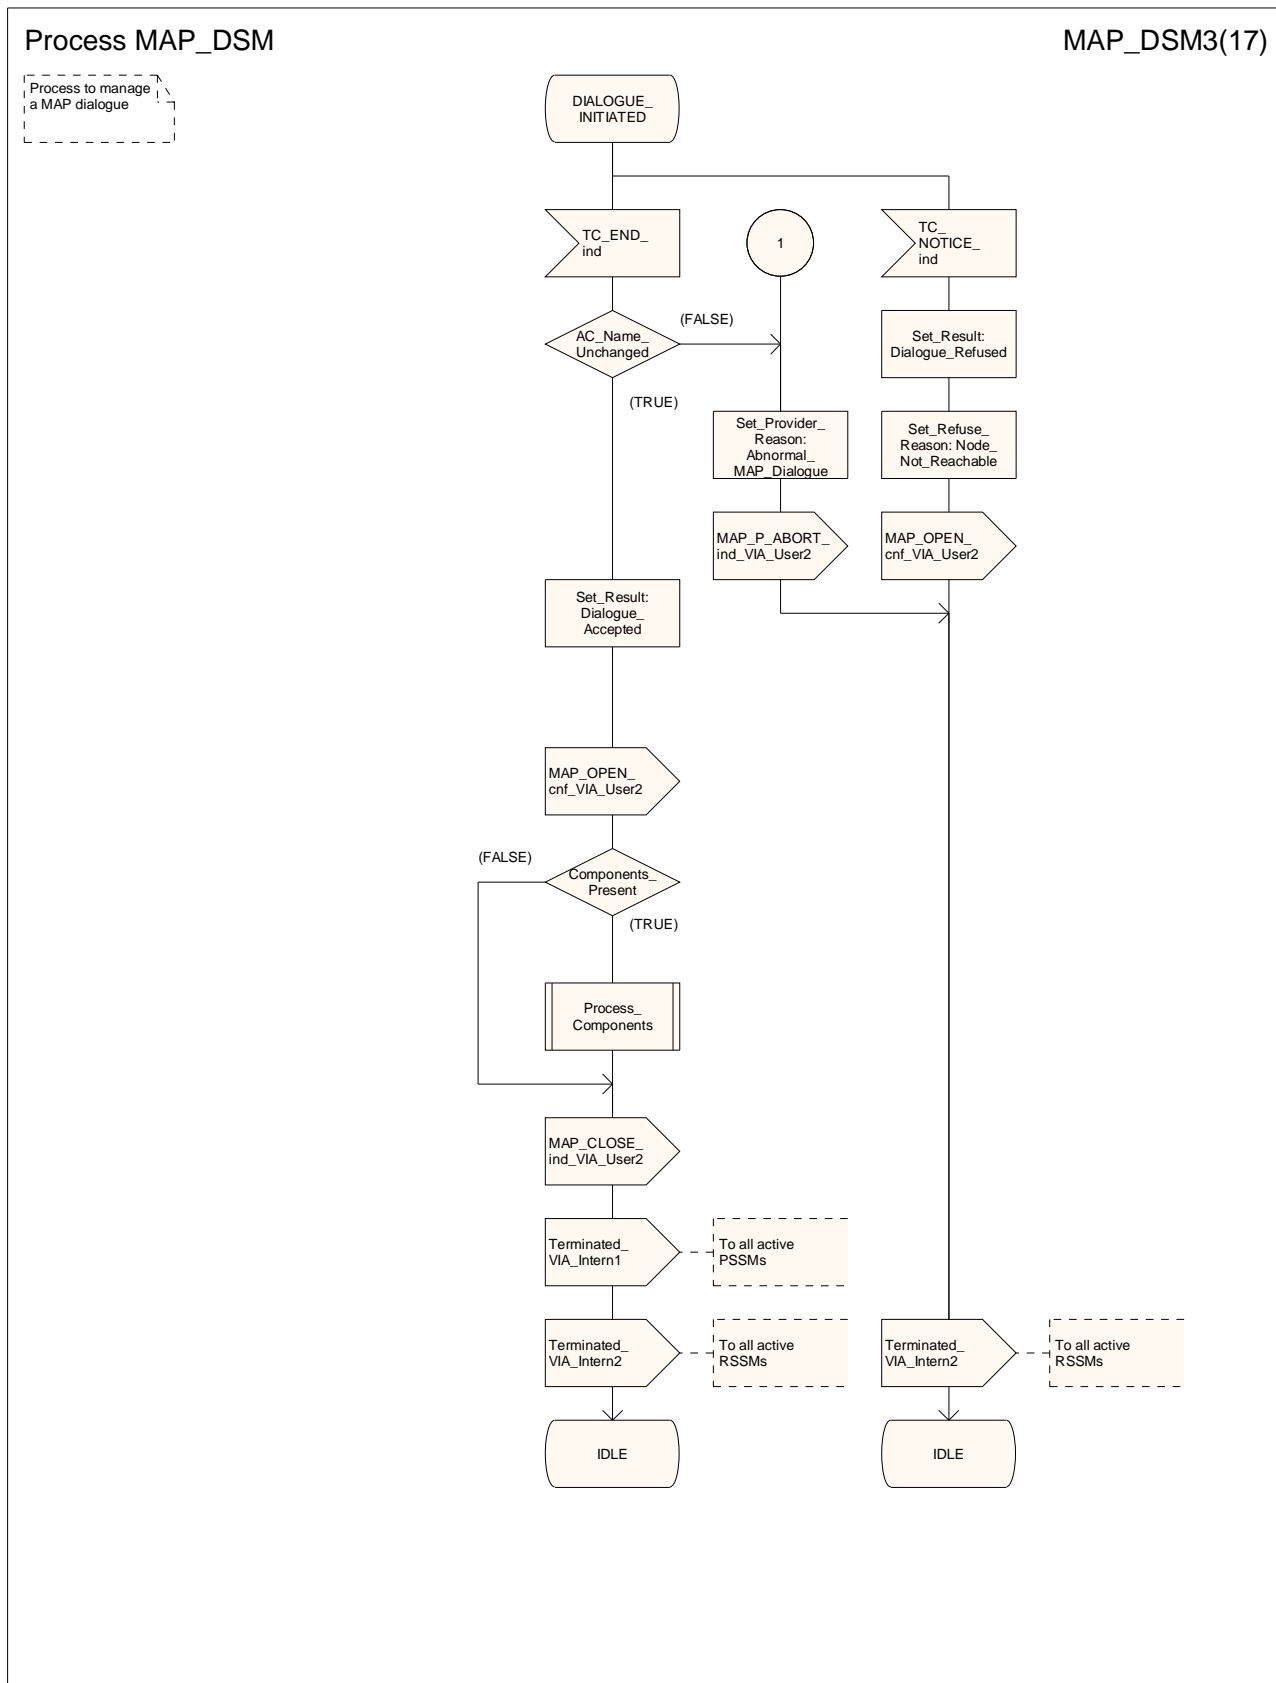 Process MAP_DSM
MAP_DSM3(17)
Process to manage
a MAP dialogue
DIALOGUE_
INITIATED
TC_END_
ind
1
TC_
NOTICE_
ind
AC_Name_
Unchanged
(FALSE)
(TRUE)
Set_Result:
Dialogue_Refused
Set_Provider_
Reason:
Abnormal_
MAP_Dialogue
Set_Refuse_
Reason: Node_
Not_Reachable
MAP_P_ABORT_
ind_VIA_User2
MAP_OPEN_
cnf_VIA_User2
Set_Result:
Dialogue_
Accepted
MAP_OPEN_
cnf_VIA_User2
(FALSE)
Components_
Present
(TRUE)
Process_
Components
MAP_CLOSE_
ind_VIA_User2
Terminated_
VIA_Intern1
To all active
PSSMs
Terminated_
VIA_Intern2
To all active
RSSMs
Terminated_
VIA_Intern2
To all active
RSSMs
IDLE
IDLE